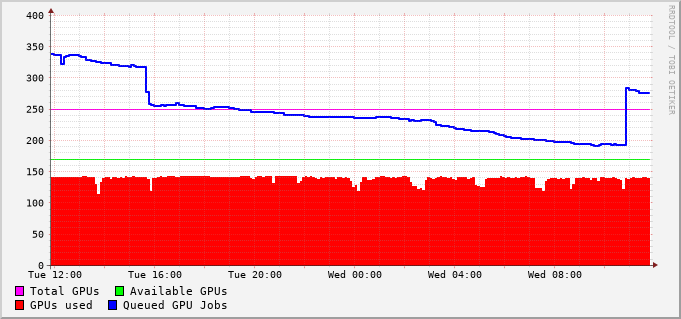 400
350
300
250
200
150
100
50
0
Tue 12:00 Tue 16:00 Tue 20:00 Wed 00:00 Wed 04:00 Wed 08:00
Total GPUs Available GPUs
GPUs used Queued GPU Jobs
RRDTOOL / TOBI OETIKER